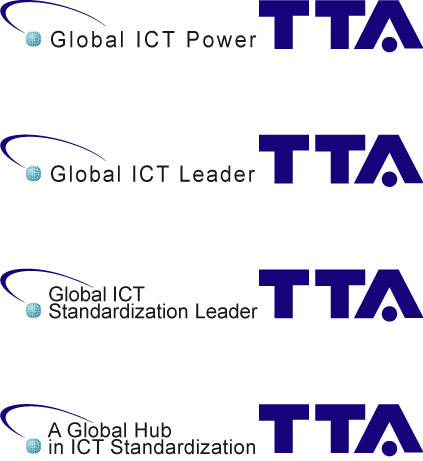 Global ICT Power TTA
Global ICT Leader TTA
Global ICT
Standardization Leader TTA
A Global Hub
in ICT Standardization TTA